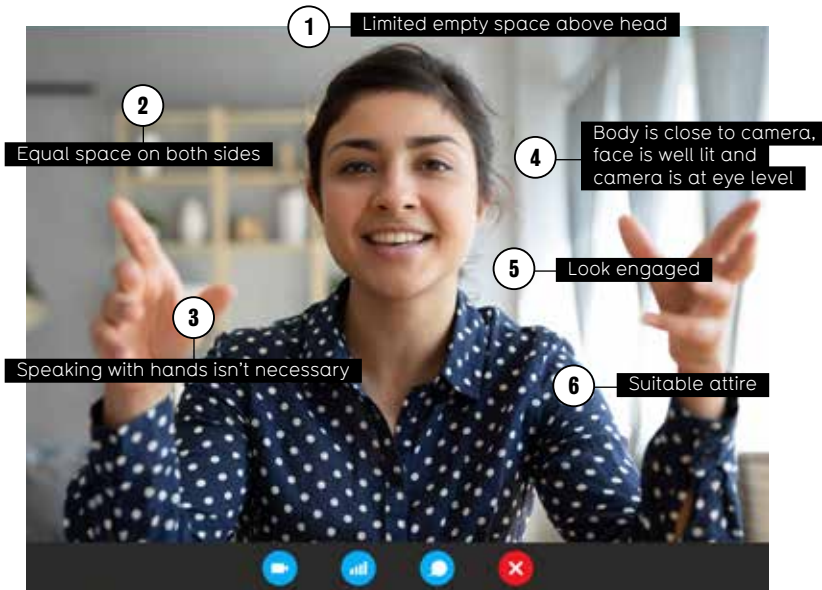 1
Limited empty space above head
2
Equal space on both sides
3
Speaking with hands isn't necessary
4
Body is close to camera,
face is well lit and
camera is at eye level
5
Look engaged
6
Suitable attire